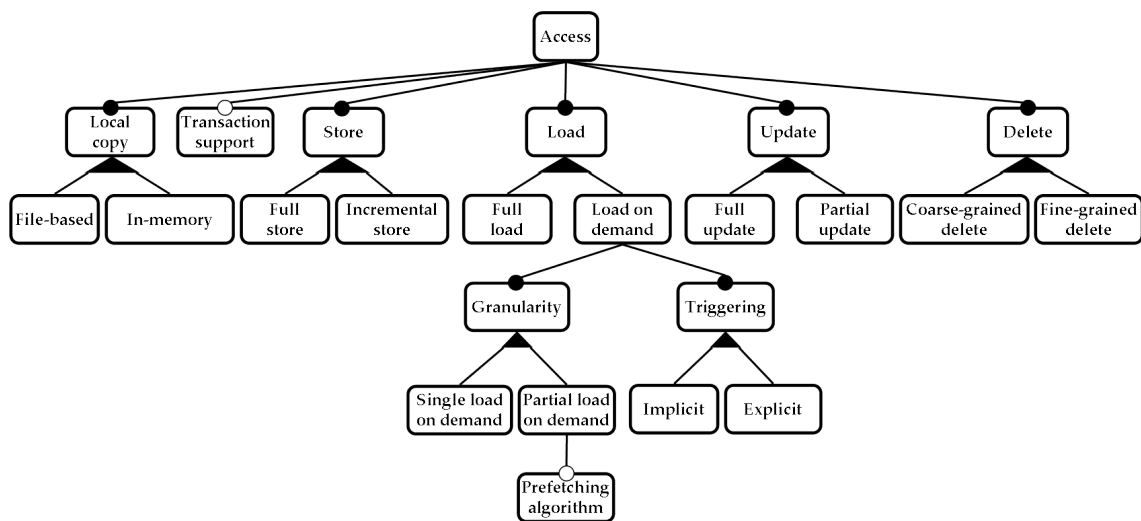 Access
Local
copy
Transaction
support
Store
Load
Update
Delete
File-based
In-memory
Full
store
Incremental
store
Full
load
Load on
demand
Full
update
Partial
update
Coarse-grained
delete
Fine-grained
delete
Granularity
Triggering
Single load
on demand
Partial load
on demand
Implicit
Explicit
Prefetching
algorithm